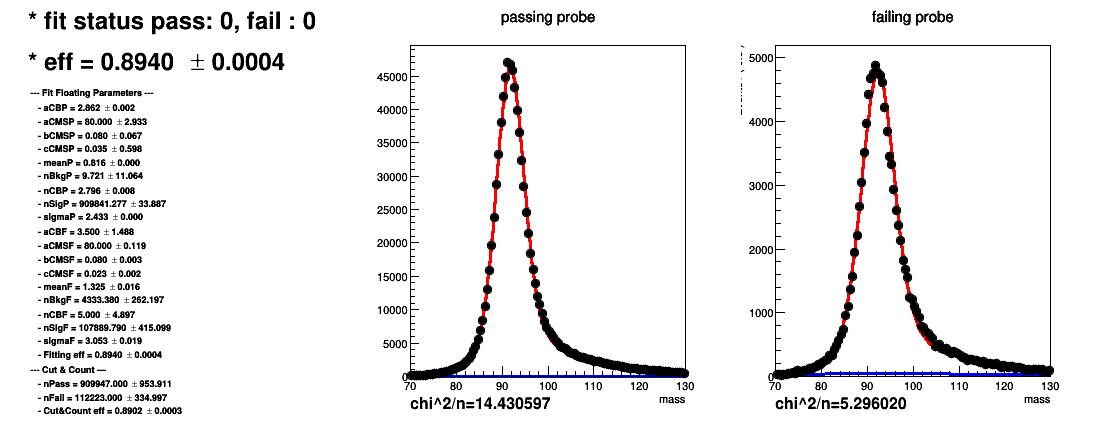 * fit status pass: 0, fail : 0
* eff = 0.8940 ± 0.0004
--- Fit Floating Parameters ---
- aCBP = 2.862 ± 0.002
- aCMSP = 80.000 ± 2.933
- bCMSP = 0.080 ± 0.067
- cCMSP = 0.035 ± 0.598
- meanP = 0.816 ± 0.000
- nBkgP = 9.721 ± 11.064
- nCBP = 2.796 ± 0.008
- nSigP = 909841.277 ± 33.887
- sigmaP = 2.433 ± 0.000
- aCBF = 3.500 ± 1.488
- aCMSF = 80.000 ± 0.119
- bCMSF = 0.080 ± 0.003
- cCMSF = 0.023 ± 0.002
- meanF = 1.325 ± 0.016
- nBkgF = 4333.380 ± 262.197
- nCBF = 5.000 ± 4.897
- nSigF = 107889.790 ± 415.099
- sigmaF = 3.053 ± 0.019
- Fitting eff = 0.8940 ± 0.0004
--- Cut & Count ---
- nPass = 909947.000 ± 953.911
- nFail = 112223.000 ± 334.997
- Cut&Count eff = 0.8902 ± 0.0003
passing probe
45000
40000
35000
30000
25000
20000
15000
10000
5000
0
70 80 90 100 110 120 130
mass
chi^2/n=14.430597
failing probe
5000
4000
3000
2000
1000
0
70 80 90 100 110 120 130
mass
chi^2/n=5.296020